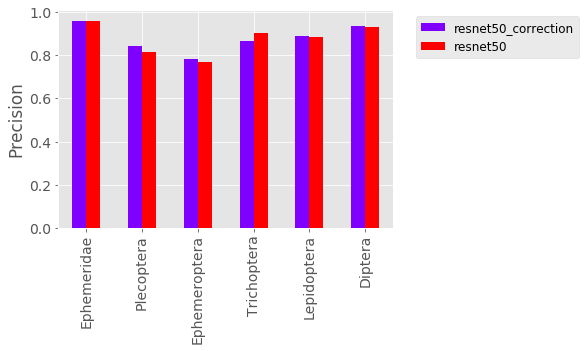 1.0
0.8
0.6
0.4
0.2
0.0
Precision
Ephemeridae
Plecoptera
Ephemeroptera
Trichoptera
Lepidoptera
Diptera
resnet50_correction
resnet50